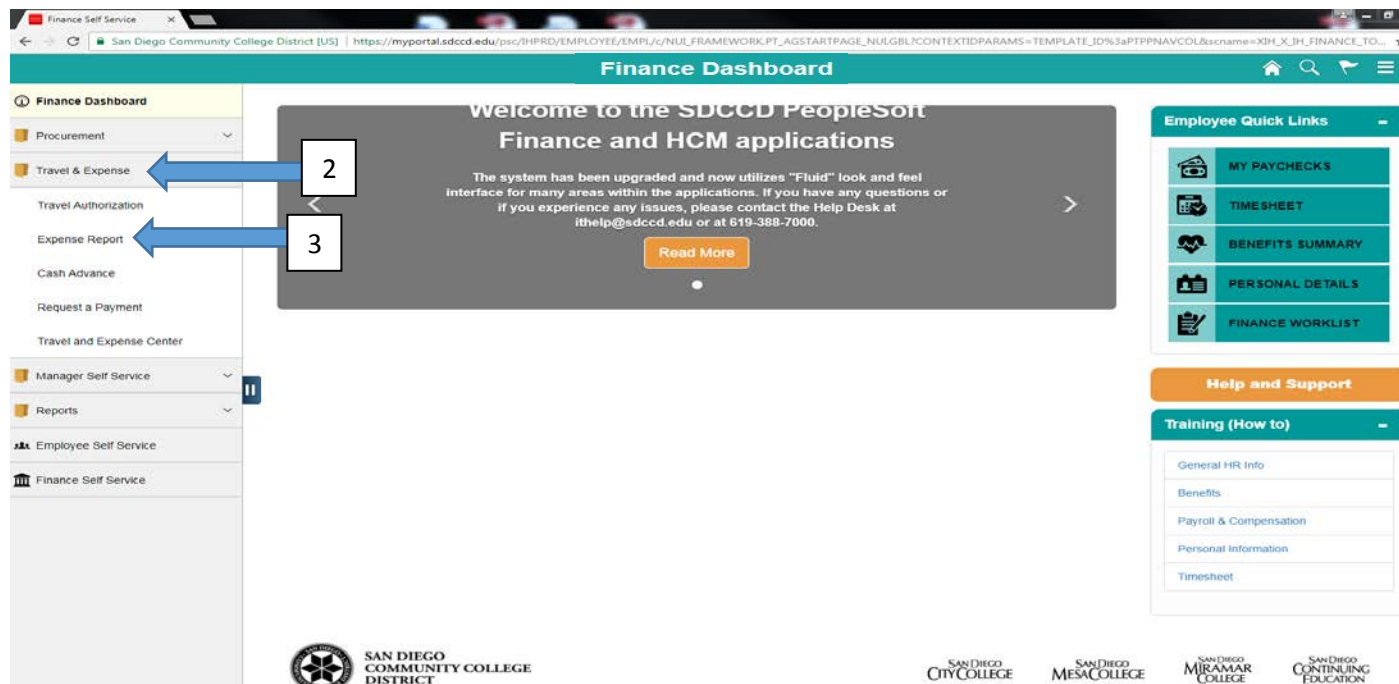 Finance Self Service
San Diego Community College District [US] | https://myportal.sdccd.edu/psc/IHPRD/EMPLOYEE/EMPL/c/NUI_FRAMEWORK.PT_AGSTARTPAGE_NUI.GBL?CONTEXTIDPARAMS=TEMPLATE_ID%3aPTPPNAVCOL&scname=XIH_X_IH_FINANCE_TO...
Finance Dashboard
Finance Dashboard
Procurement
Travel & Expense
Travel Authorization
Expense Report
Cash Advance
Request a Payment
Travel and Expense Center
Manager Self Service
Reports
Employee Self Service
Finance Self Service
2
3
Welcome to the SDCCD PeopleSoft
Finance and HCM applications
The system has been upgraded and now utilizes "Fluid" look and feel
interface for many areas within the applications. If you have any questions or
if you experience any issues, please contact the Help Desk at
ithelp@sdccd.edu or at 619-388-7000.
Read More
Employee Quick Links
MY PAYCHECKS
TIMESHEET
BENEFITS SUMMARY
PERSONAL DETAILS
FINANCE WORKLIST
Help and Support
Training (How to)
General HR Info
Benefits
Payroll & Compensation
Personal Information
Timesheet
SAN DIEGO
COMMUNITY COLLEGE
DISTRICT
SAN DIEGO
CITY COLLEGE
SAN DIEGO
MESA COLLEGE
SAN DIEGO
MIRAMAR
COLLEGE
SAN DIEGO
CONTINUING
EDUCATION